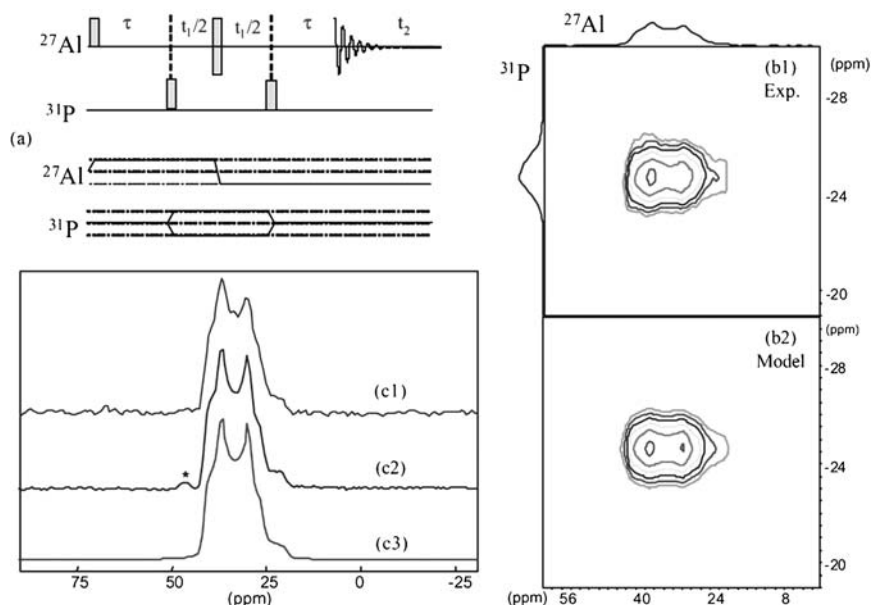 ²⁷Al τ t₁/2 t₁/2 τ t₂
³¹P
(a)
²⁷Al
³¹P
(c1)
(c2)
*
(c3)
75 50 25 0 -25
(ppm)
²⁷Al
³¹P
(ppm)
(b1)
Exp.
-28
-24
-20
(ppm)
(b2)
Model
-28
-24
-20
(ppm) 56 40 24 8